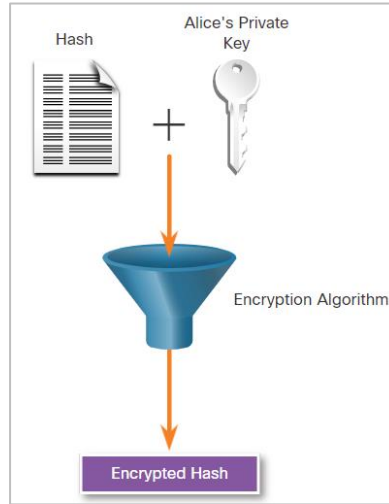 Hash
Alice's Private
Key
Encryption Algorithm
Encrypted Hash